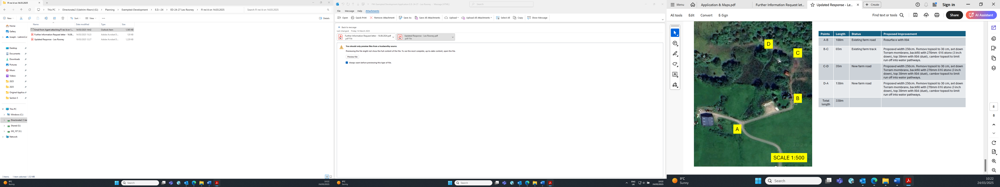 FI rec'd on 14.03.2025
This PC > Directorate2 (\\leitrim-filesrv) (G:) > Planning > Exempted-Development > E.D.~24 > ED-24-27 Leo Rooney > FI rec'd on 14.03.2025
Search FI rec'd on 14.03.2025
New
Sort
View
Details
Name
Date modified
Type
Size
Email from Agent attaching FI rec'd on 1... 14/03/2025 14:42 Outlook Item 1,565 KB
Further Information Request letter - 16.08... 14/03/2025 15:23 Adobe Acrobat D... 120 KB
Updated Response - Leo Rooney 19/03/2025 12:27 Adobe Acrobat D... 1,229 KB
Home
Gallery
Joseph - LeitrimCo
Desktop
Documents
Downloads
Pictures
Music
Videos
2025
2025
Original Applica
Section 5
This PC
Windows (C:)
Directorate2 (\\lei
Shared (S:)
GIS_107 (V:)
Network
3 items 1 item selected 1.52 MB
9°C
Sunny
Search
10:22
24/03/2025
FW: Exempted Development Application E.D. 24-27 - Leo Rooney - Message (HTML)
Search
File Message Help Attachments
Open Quick Print Remove Attachment Save As Save All Attachments Upload Upload All Attachments Select All Copy Show Message
Back to message
Last changed: Friday 14 March 2025
Further Information Request letter - 16.08.2024.pdf
.pdf File
Updated Response - Leo Rooney.pdf
.pdf File
You should only preview files from a trustworthy source.
Previewing the file might not show the full content of the file. To see the most complete, up-to-date content, open the file.
Preview file
Always warn before previewing this type of file.
9°C
Sunny
Search
ENG
UK
10:22
24/03/2025
Menu
Application & Maps.pdf
Further Information Request let...
Updated Response - Le...
Create
Sign in
All tools Edit Convert E-Sign
Find text or tools
Share
AI Assistant
D
C
B
A
SCALE 1:500
Points Length Status Proposed Improvement
A-B 100m Existing farm road Resurface with 804
B-C 65m Existing farm track Proposed width 250cm. Remove topsoil to 30 cm, set down
Terram membrane, backfill with 270mm 616 stone (3 inch
down), top 30mm with 804 (dust), camber topsoil to limit
run off into water pathways.
C-D 35m New farm road Proposed width 250cm. Remove topsoil to 30 cm, set down
Terram membrane, backfill with 270mm 616 stone (3 inch
down), top 30mm with 804 (dust), camber topsoil to limit
run off into water pathways.
D-A 130m New farm road Proposed width 250cm. Remove topsoil to 30 cm, set down
Terram membrane, backfill with 270mm 616 stone (3 inch
down), top 30mm with 804 (dust), camber topsoil to limit
run off into water pathways.
Total
length 330m
8
8
9°C
Sunny
Search
10:22
24/03/2025